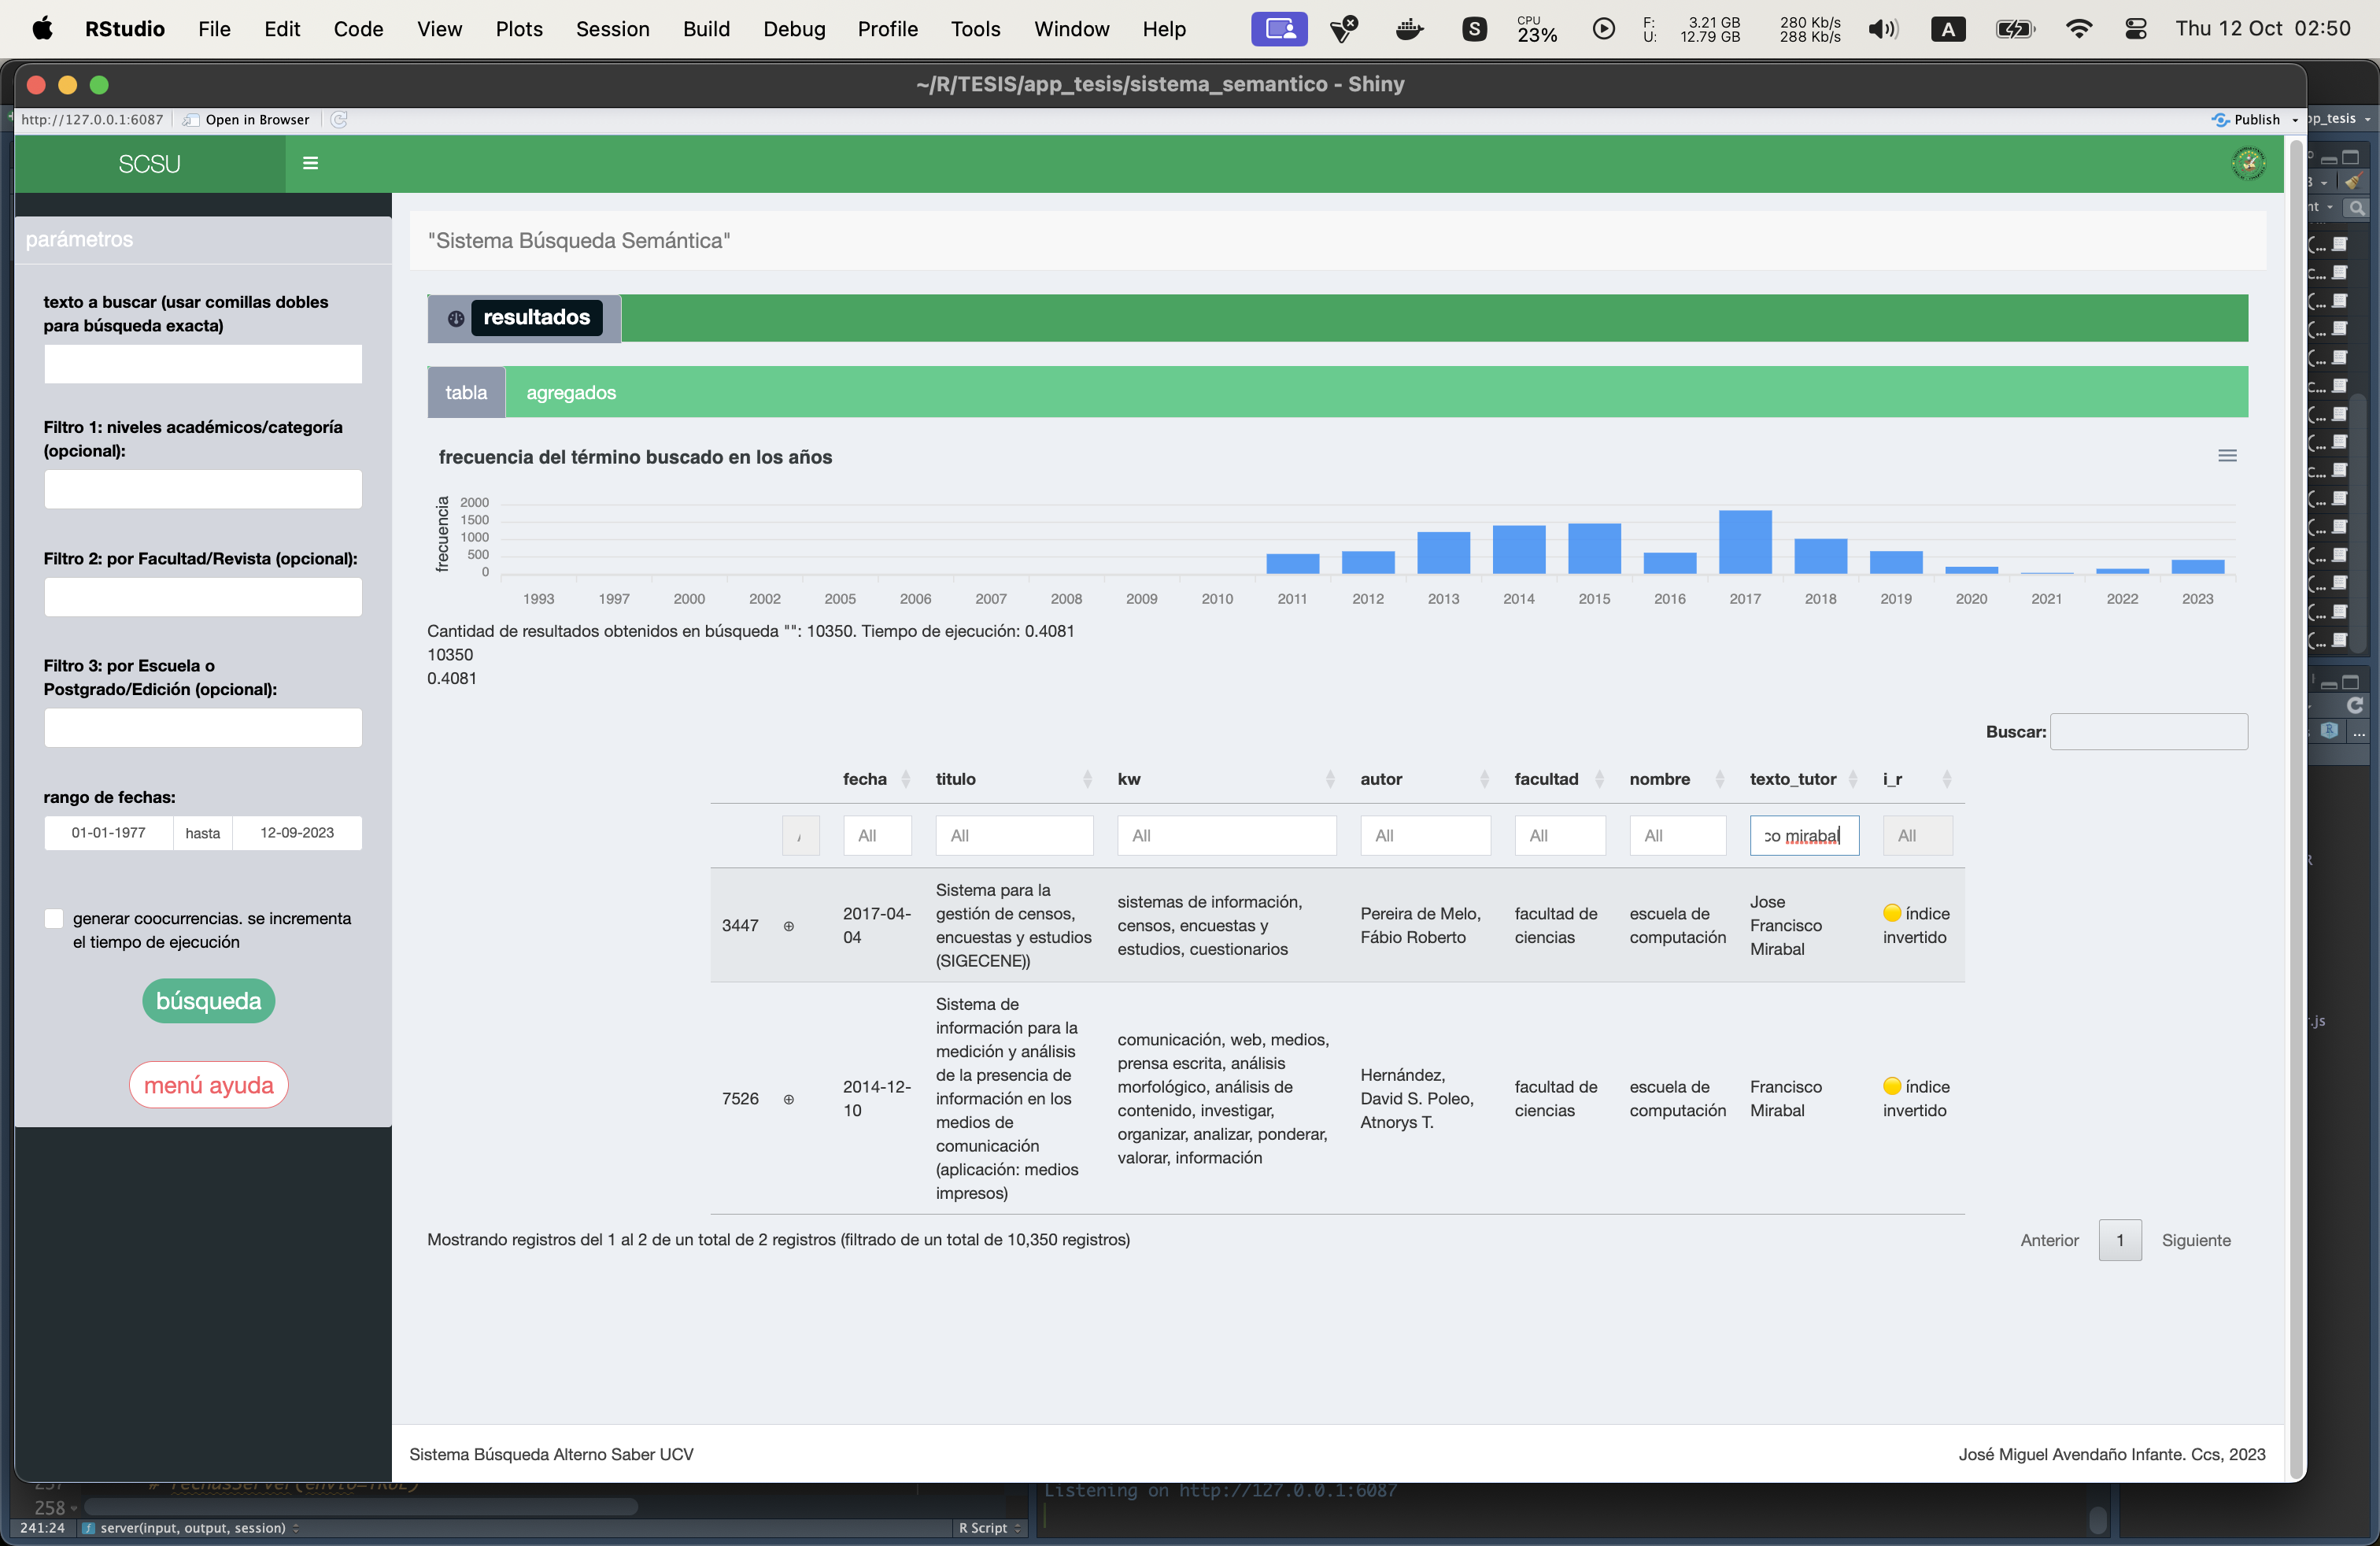 RStudio File Edit Code View Plots Session Build Debug Profile Tools Window Help
S CPU 23% F: 3.21 GB U: 12.79 GB 280 Kb/s 288 Kb/s A Thu 12 Oct 02:50
~/R/TESIS/app_tesis/sistema_semantico - Shiny
http://127.0.0.1:6087 Open in Browser Publish
pp_tesis
SCSU
parámetros
texto a buscar (usar comillas dobles
para búsqueda exacta)
Filtro 1: niveles académicos/categoría
(opcional):
Filtro 2: por Facultad/Revista (opcional):
Filtro 3: por Escuela o
Postgrado/Edición (opcional):
rango de fechas:
01-01-1977 hasta 12-09-2023
generar coocurrencias. se incrementa
el tiempo de ejecución
búsqueda
menú ayuda
"Sistema Búsqueda Semántica"
resultados
tabla agregados
frecuencia del término buscado en los años
frecuencia
2000
1500
1000
500
0
1993 1997 2000 2002 2005 2006 2007 2008 2009 2010 2011 2012 2013 2014 2015 2016 2017 2018 2019 2020 2021 2022 2023
Cantidad de resultados obtenidos en búsqueda "": 10350. Tiempo de ejecución: 0.4081
10350
0.4081
Buscar:
fecha titulo kw autor facultad nombre texto_tutor i_r
All All All All All All co mirabal All
3447
2017-04-
04
Sistema para la
gestión de censos,
encuestas y estudios
(SIGECENE))
sistemas de información,
censos, encuestas y
estudios, cuestionarios
Pereira de Melo,
Fábio Roberto
facultad de
ciencias
escuela de
computación
Jose
Francisco
Mirabal
índice
invertido
7526
2014-12-
10
Sistema de
información para la
medición y análisis
de la presencia de
información en los
medios de
comunicación
(aplicación: medios
impresos)
comunicación, web, medios,
prensa escrita, análisis
morfológico, análisis de
contenido, investigar,
organizar, analizar, ponderar,
valorar, información
Hernández,
David S. Poleo,
Atnorys T.
facultad de
ciencias
escuela de
computación
Francisco
Mirabal
índice
invertido
Mostrando registros del 1 al 2 de un total de 2 registros (filtrado de un total de 10,350 registros)
Anterior 1 Siguiente
Sistema Búsqueda Alterno Saber UCV
José Miguel Avendaño Infante. Ccs, 2023
258
Listening on http://127.0.0.1:6087
241:24 server(input, output, session) R Script